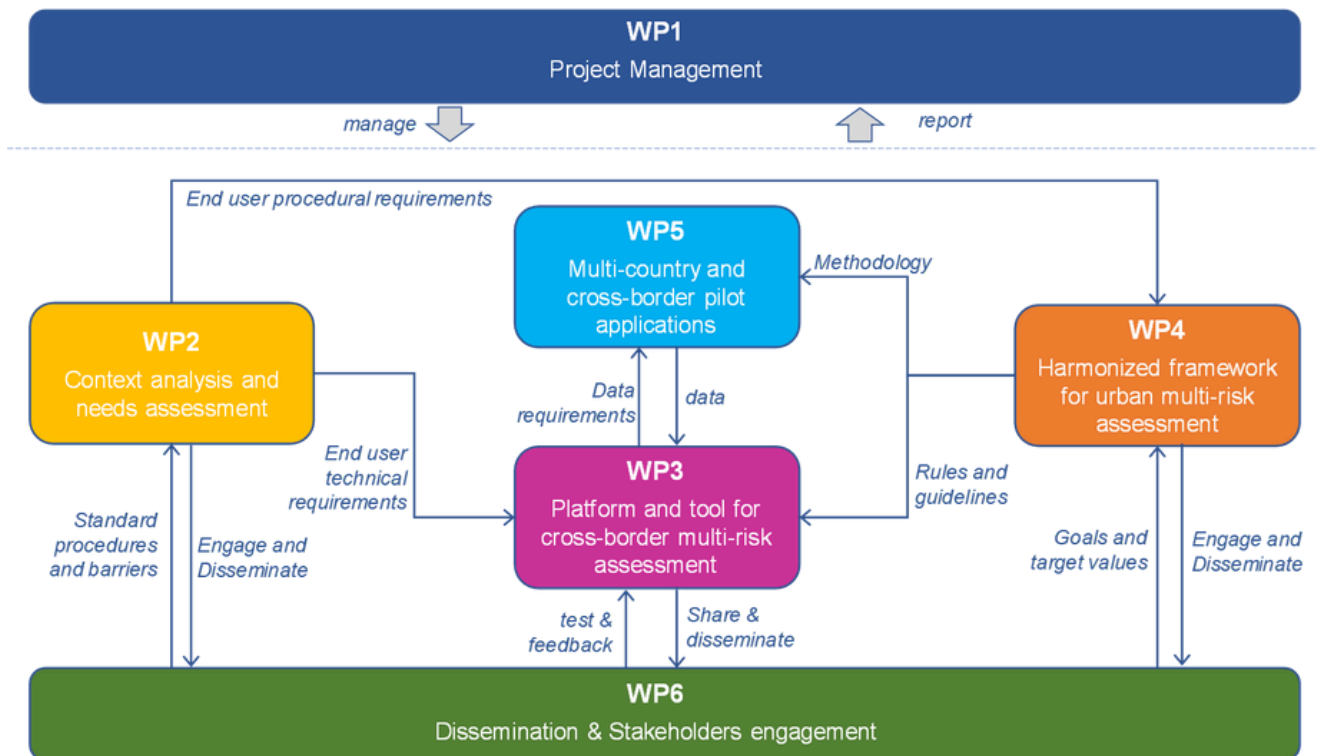 WP1
Project Management
manage
report
End user procedural requirements
WP5
Multi-country and
cross-border pilot
applications
Methodology
WP2
Context analysis and
needs assessment
WP4
Harmonized framework
for urban multi-risk
assessment
Data
requirements
data
End user
technical
requirements
WP3
Platform and tool for
cross-border multi-risk
assessment
Rules and
guidelines
Standard
procedures
and barriers
Engage and
Disseminate
Goals and
target values
Engage and
Disseminate
test &
feedback
Share &
disseminate
WP6
Dissemination & Stakeholders engagement